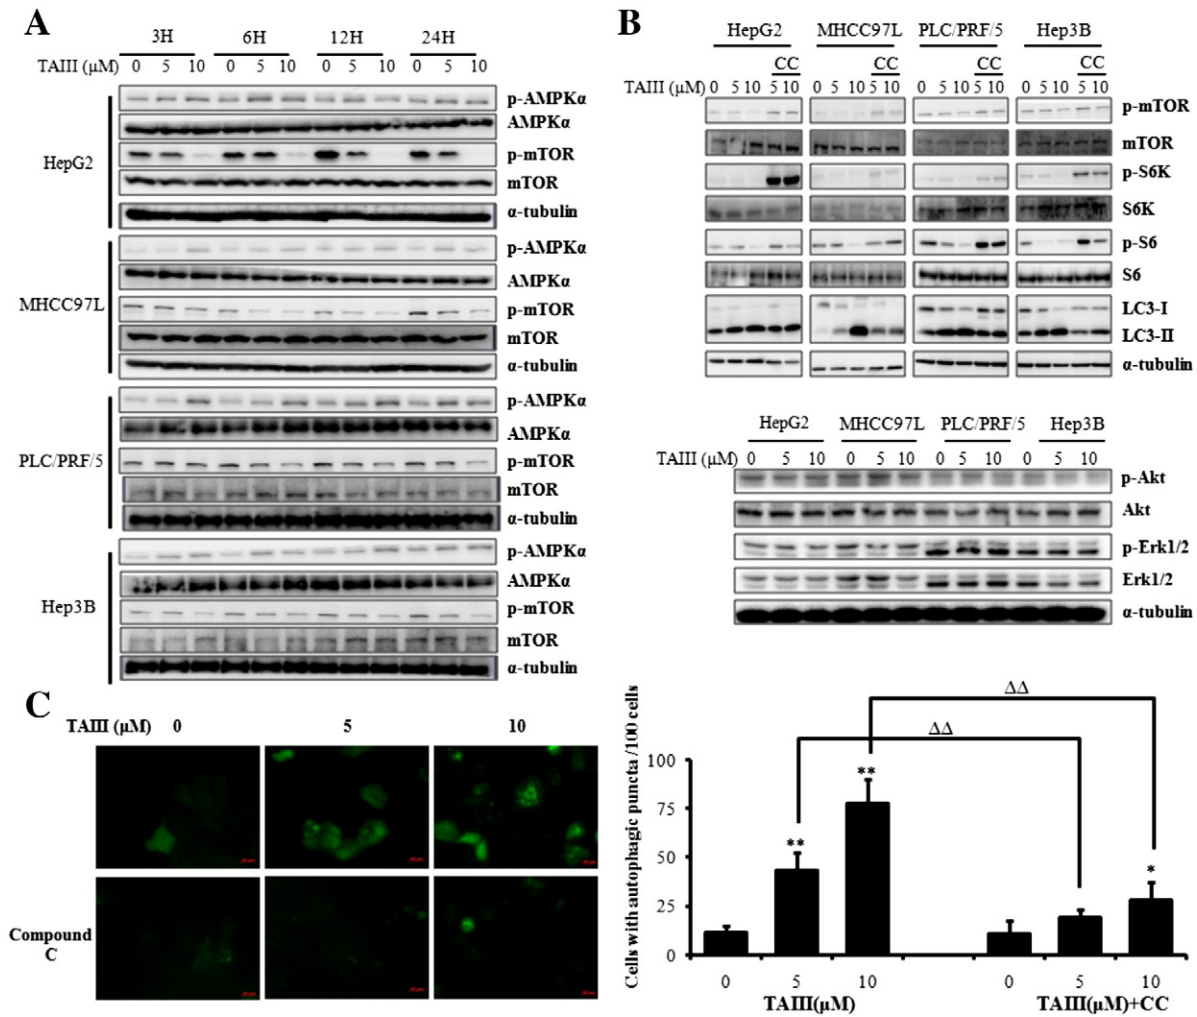 A
3H 6H 12H 24H
TAIII (µM) 0 5 10 0 5 10 0 5 10 0 5 10
HepG2
p-AMPKα
AMPKα
p-mTOR
mTOR
α-tubulin
MHCC97L
p-AMPKα
AMPKα
p-mTOR
mTOR
α-tubulin
PLC/PRF/5
p-AMPKα
AMPKα
p-mTOR
mTOR
α-tubulin
Hep3B
p-AMPKα
AMPKα
p-mTOR
mTOR
α-tubulin
B
HepG2 MHCC97L PLC/PRF/5 Hep3B
CC CC CC CC
TAIII (µM) 0 5 10 5 10 0 5 10 5 10 0 5 10 5 10 0 5 10 5 10
p-mTOR
mTOR
p-S6K
S6K
p-S6
S6
LC3-I
LC3-II
α-tubulin
HepG2 MHCC97L PLC/PRF/5 Hep3B
TAIII (µM) 0 5 10 0 5 10 0 5 10 0 5 10
p-Akt
Akt
p-Erk1/2
Erk1/2
α-tubulin
C
TAIII (µM) 0 5 10
Compound
C
Cells with autophagic puncta /100 cells
100
75
50
25
0
**
**
*
ΔΔ
ΔΔ
0 5 10 0 5 10
TAIII(µM) TAIII(µM)+CC